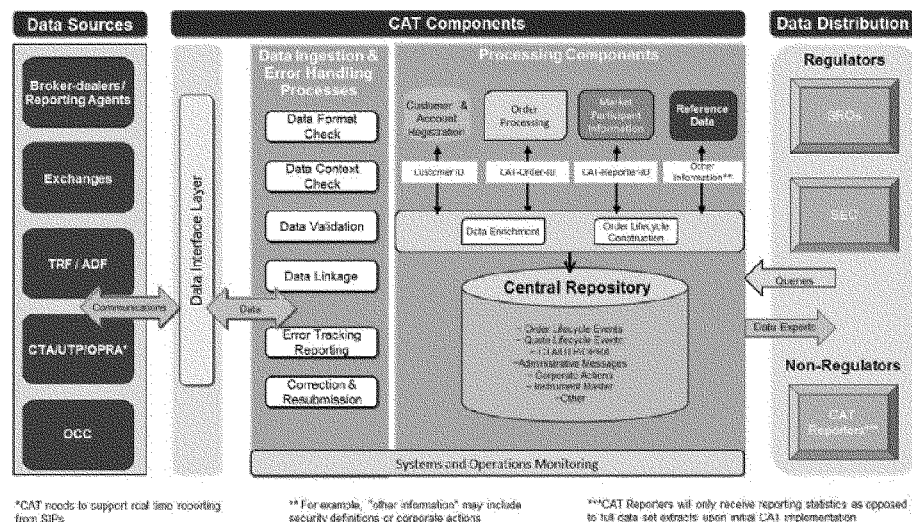 Data Sources
CAT Components
Data Distribution
Broker-dealers/
Reporting Agents
Exchanges
TRF / ADF
CTA/UTP/OPRA*
OCC
Communications
Data Interface Layer
Data
Data Ingestion &
Error Handling
Processes
Data Format
Check
Data Context
Check
Data Validation
Data Linkage
Error Tracking
Reporting
Correction &
Resubmission
Processing Components
Customer &
Account
Registration
Order
Processing
Market
Participant
Information
Reference
Data
Customer ID
CAT-Order-ID
CAT-Reporter-ID
Other
Information**
Data Enrichment
Order Lifecycle
Construction
Central Repository
- Order Lifecycle Events
- Quote Lifecycle Events
- Administrative Messages
- Corporate Actions
- Instrument Master
- Other
Systems and Operations Monitoring
Regulators
SROs
SEC
Queries
Data Exports
Non-Regulators
CAT
Reporters***
*CAT needs to support real time reporting
from SIPs
** For example, "other information" may include
security definitions or corporate actions
***CAT Reporters will only receive reporting statistics as opposed
to full data set extracts upon initial CAT implementation